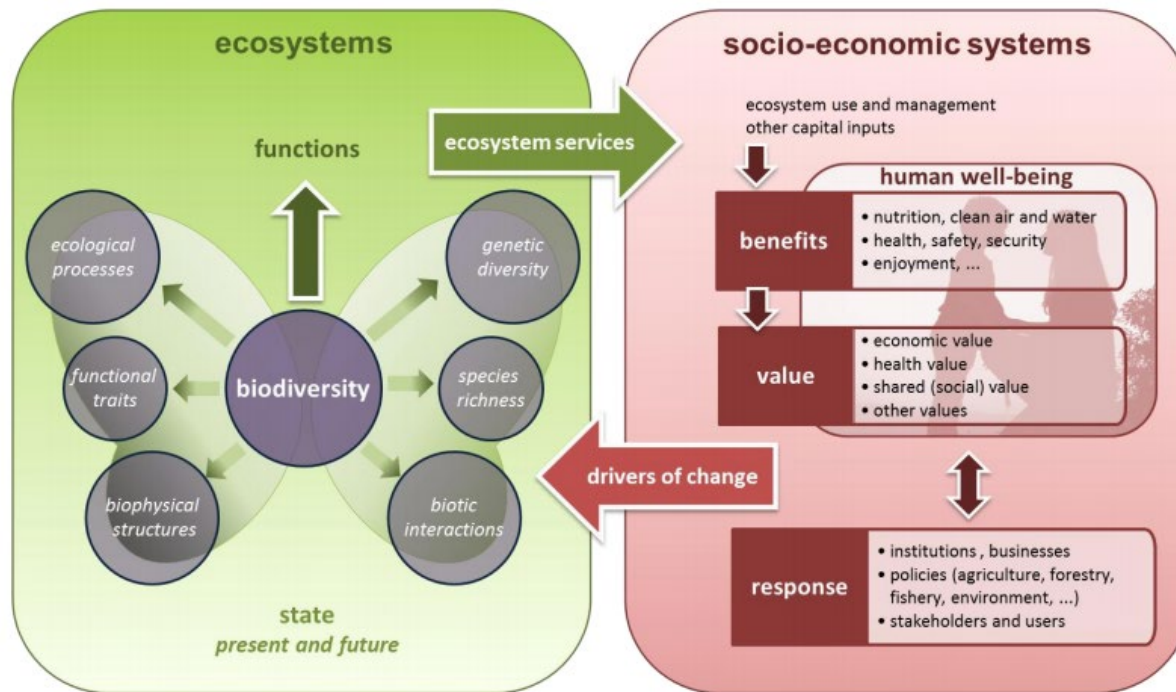 ecosystems
functions
ecosystem services
ecological
processes
genetic
diversity
functional
traits
biodiversity
species
richness
biophysical
structures
biotic
interactions
state
present and future
drivers of change
socio-economic systems
ecosystem use and management
other capital inputs
human well-being
benefits
• nutrition, clean air and water
• health, safety, security
• enjoyment, ...
value
• economic value
• health value
• shared (social) value
• other values
response
• institutions , businesses
• policies (agriculture, forestry,
fishery, environment, ...)
• stakeholders and users